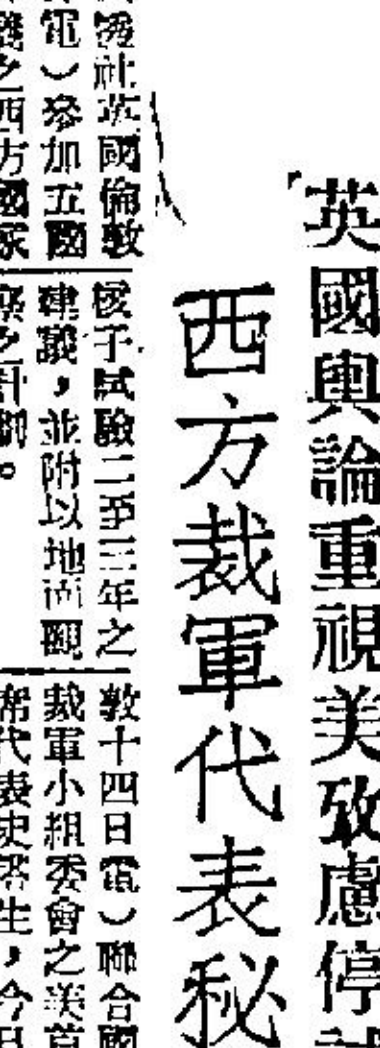 英國輿論重視美攷慮停試
西方裁軍代表秘
透社英國倫敦
電）參加五國
之西方國家
核子試驗二至三年之
建議，並附以地面觀
察之計劃。
敦十四日電）聯合國
裁軍小組委會之美首
席代表史塔生，今日